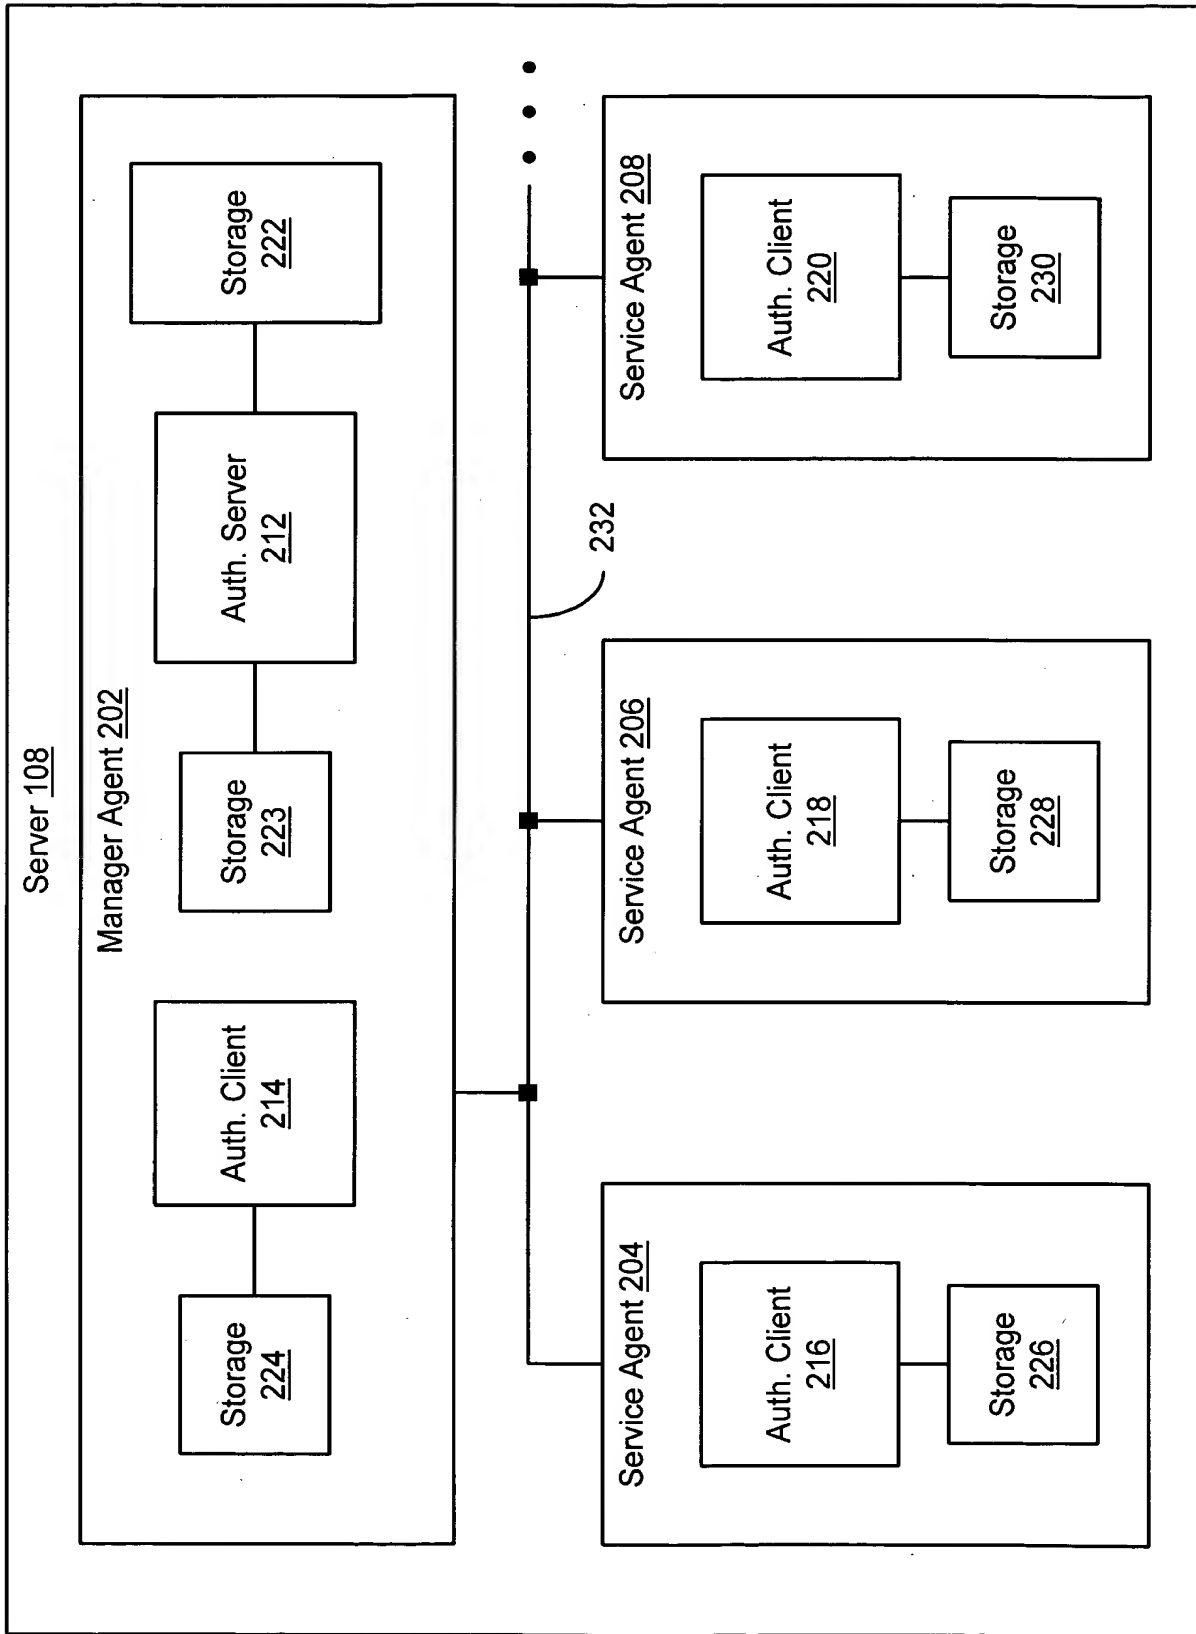 Server 108
Manager Agent 202
Storage
224
Auth. Client
214
Storage
223
Auth. Server
212
Storage
222
232
Service Agent 204
Auth. Client
216
Storage
226
Service Agent 206
Auth. Client
218
Storage
228
Service Agent 208
Auth. Client
220
Storage
230